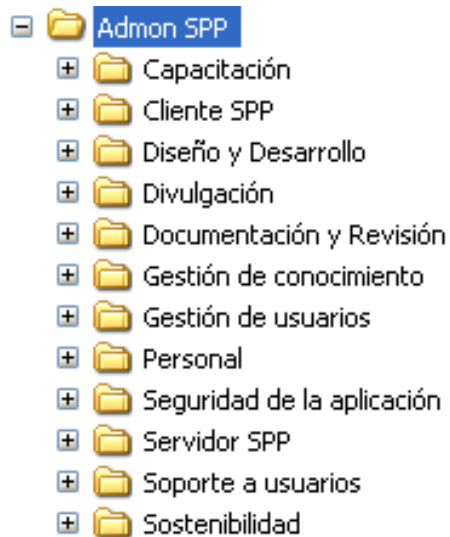 Admon SPP
Capacitación
Cliente SPP
Diseño y Desarrollo
Divulgación
Documentación y Revisión
Gestión de conocimiento
Gestión de usuarios
Personal
Seguridad de la aplicación
Servidor SPP
Soporte a usuarios
Sostenibilidad